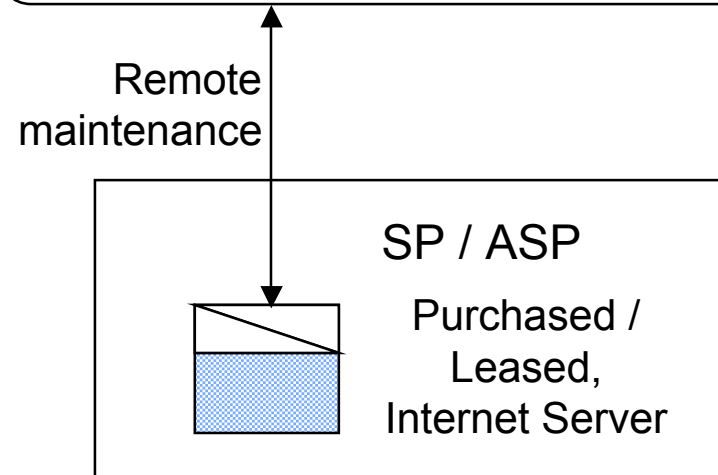 Remote
maintenance
SP / ASP
Purchased /
Leased,
Internet Server